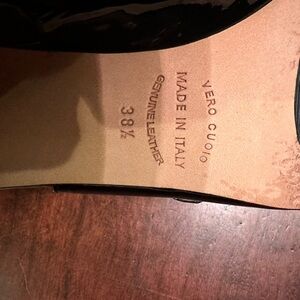 VERO CUOIO
MADE IN ITALY
GENUINE LEATHER
38½